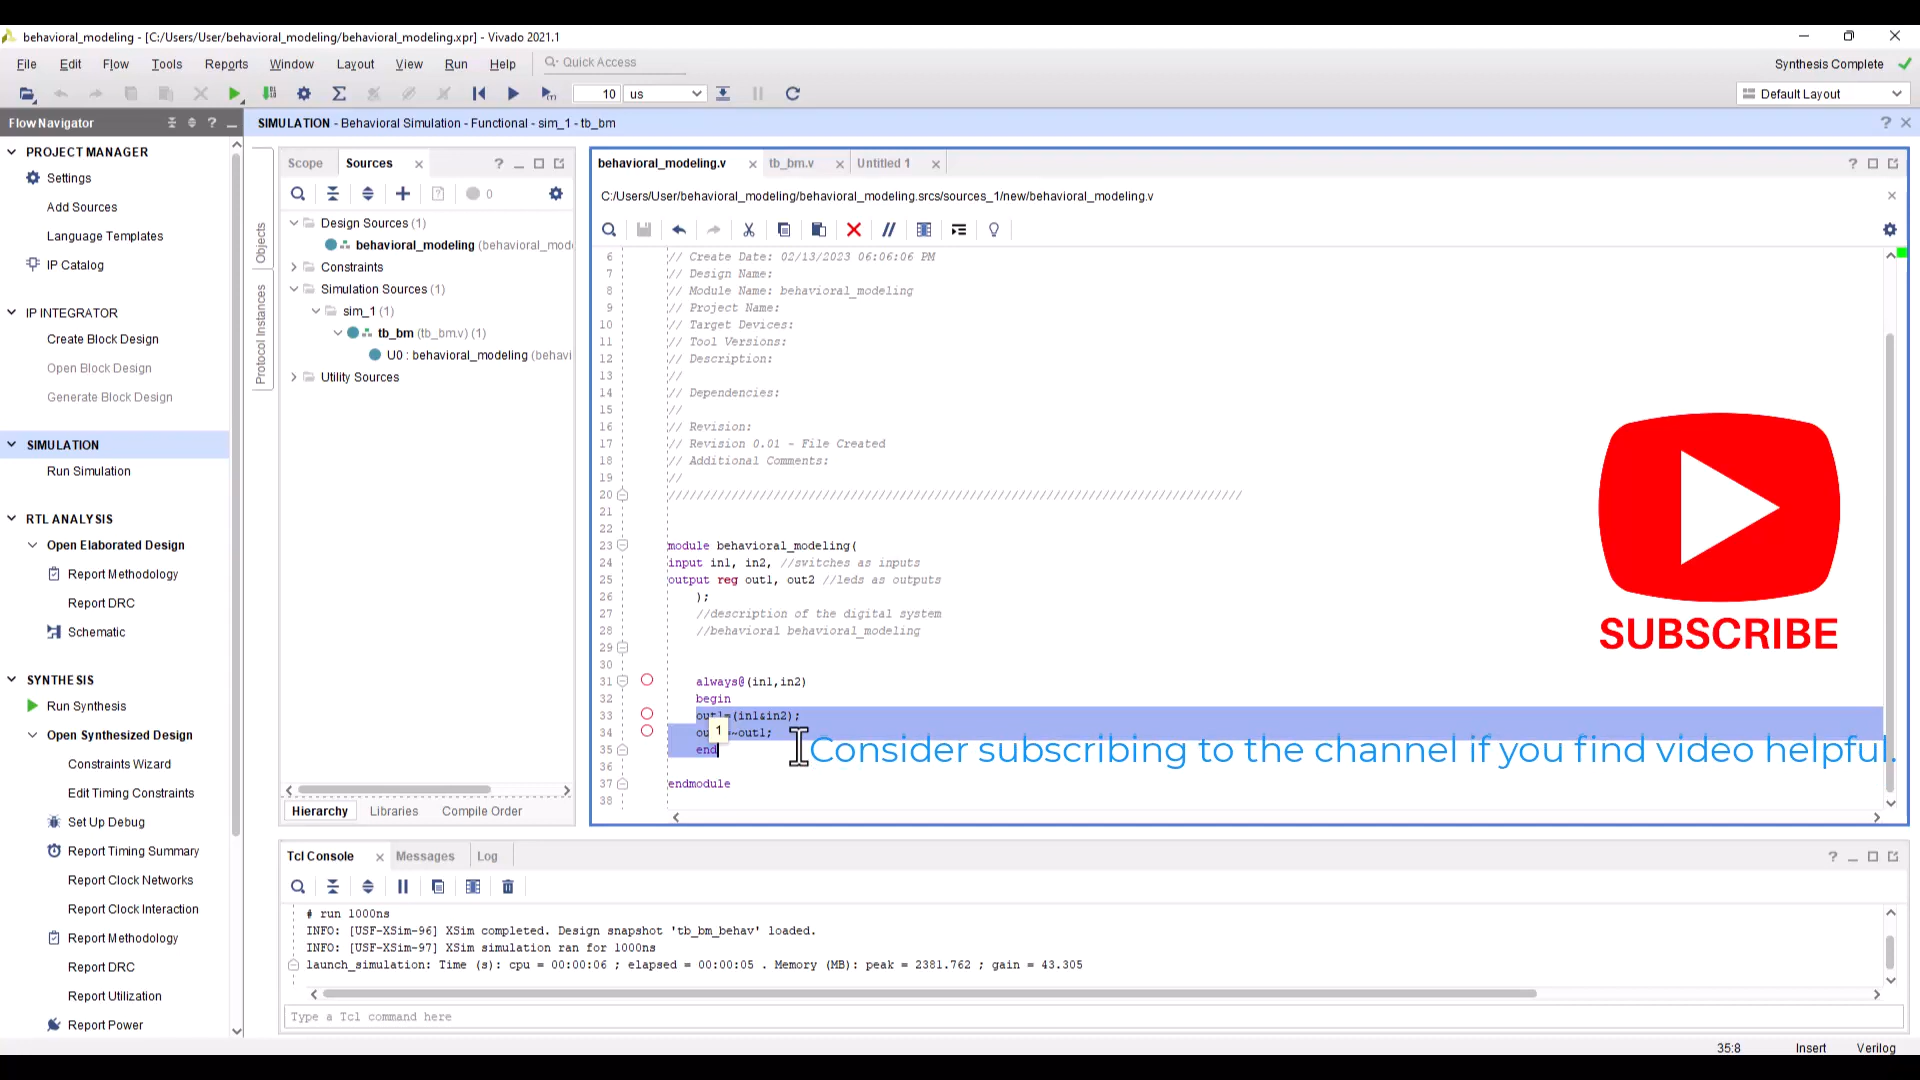 behavioral_modeling - [C:/Users/User/behavioral_modeling/behavioral_modeling.xpr] - Vivado 2021.1
File Edit Flow Tools Reports Window Layout View Run Help Quick Access
Synthesis Complete
10 us
Default Layout
Flow Navigator
SIMULATION - Behavioral Simulation - Functional - sim_1 - tb_bm
PROJECT MANAGER
Settings
Add Sources
Language Templates
IP Catalog
IP INTEGRATOR
Create Block Design
Open Block Design
Generate Block Design
SIMULATION
Run Simulation
RTL ANALYSIS
Open Elaborated Design
Report Methodology
Report DRC
Schematic
SYNTHESIS
Run Synthesis
Open Synthesized Design
Constraints Wizard
Edit Timing Constraints
Set Up Debug
Report Timing Summary
Report Clock Networks
Report Clock Interaction
Report Methodology
Report DRC
Report Utilization
Report Power
Objects
Protocol Instances
Scope Sources
0
Design Sources (1)
behavioral_modeling (behavioral_mod
Constraints
Simulation Sources (1)
sim_1 (1)
tb_bm (tb_bm.v) (1)
U0 : behavioral_modeling (behavi
Utility Sources
Hierarchy Libraries Compile Order
behavioral_modeling.v tb_bm.v Untitled 1
C:/Users/User/behavioral_modeling/behavioral_modeling.srcs/sources_1/new/behavioral_modeling.v
6 // Create Date: 02/13/2023 06:06:06 PM
7 // Design Name:
8 // Module Name: behavioral_modeling
9 // Project Name:
10 // Target Devices:
11 // Tool Versions:
12 // Description:
13 //
14 // Dependencies:
15 //
16 // Revision:
17 // Revision 0.01 - File Created
18 // Additional Comments:
19 //
20 //////////////////////////////////////////////////////////////////////////////////
21
22
23 module behavioral_modeling(
24 input in1, in2, //switches as inputs
25 output reg out1, out2 //leds as outputs
26 );
27 //description of the digital system
28 //behavioral behavioral_modeling
29
30
31 always@(in1,in2)
32 begin
33 out1=(in1&in2);
34 ou ~out1;
1
35 end
36
37 endmodule
38
SUBSCRIBE
Consider subscribing to the channel if you find video helpful.
Tcl Console Messages Log
# run 1000ns
INFO: [USF-XSim-96] XSim completed. Design snapshot 'tb_bm_behav' loaded.
INFO: [USF-XSim-97] XSim simulation ran for 1000ns
launch_simulation: Time (s): cpu = 00:00:06 ; elapsed = 00:00:05 . Memory (MB): peak = 2381.762 ; gain = 43.305
Type a Tcl command here
35:8 Insert Verilog